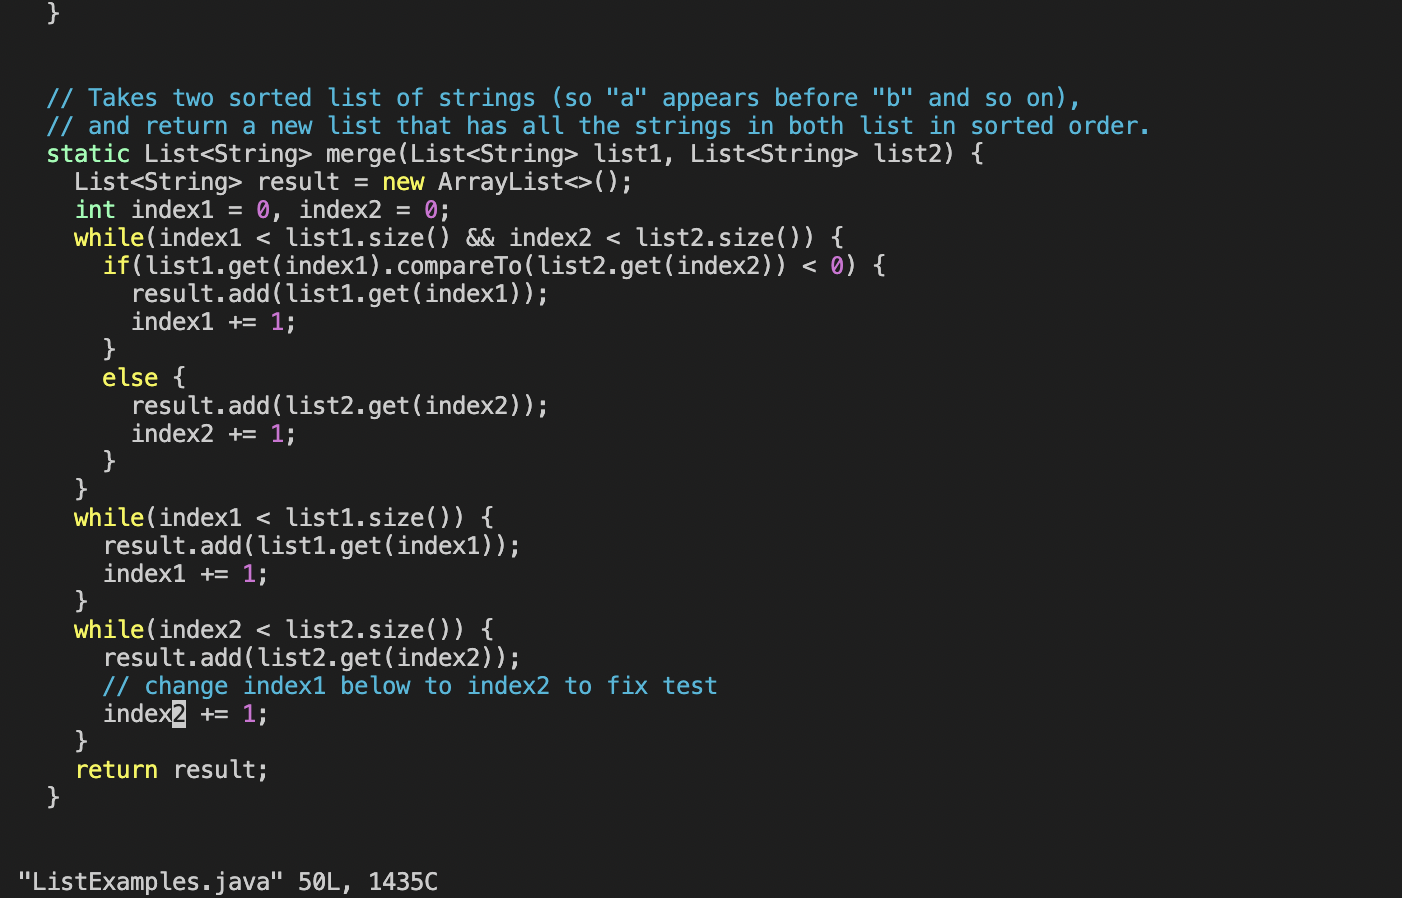 }


  // Takes two sorted list of strings (so "a" appears before "b" and so on),
  // and return a new list that has all the strings in both list in sorted order.
  static List<String> merge(List<String> list1, List<String> list2) {
    List<String> result = new ArrayList<>();
    int index1 = 0, index2 = 0;
    while(index1 < list1.size() && index2 < list2.size()) {
      if(list1.get(index1).compareTo(list2.get(index2)) < 0) {
        result.add(list1.get(index1));
        index1 += 1;
      }
      else {
        result.add(list2.get(index2));
        index2 += 1;
      }
    }
    while(index1 < list1.size()) {
      result.add(list1.get(index1));
      index1 += 1;
    }
    while(index2 < list2.size()) {
      result.add(list2.get(index2));
      // change index1 below to index2 to fix test
      index2 += 1;
    }
    return result;
  }


"ListExamples.java" 50L, 1435C